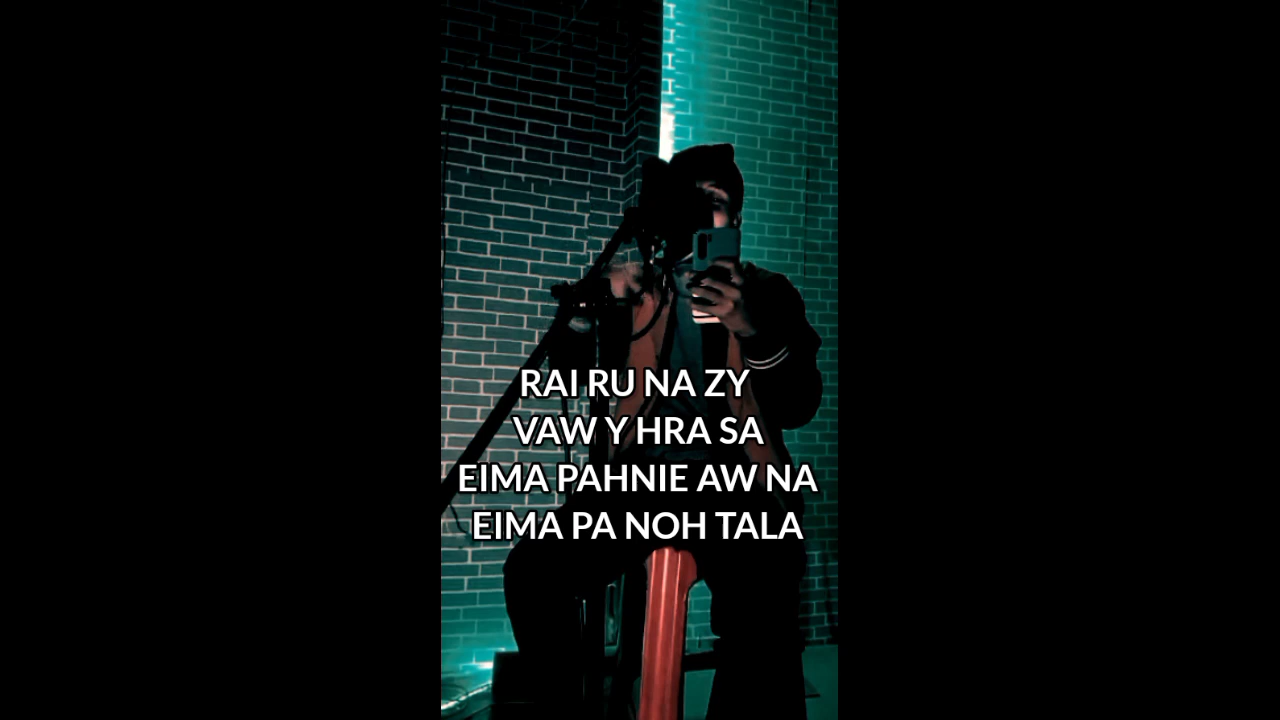 RAI RU NA ZY
VAW Y HRA SA
EIMA PAHNIE AW NA
EIMA PA NOH TALA